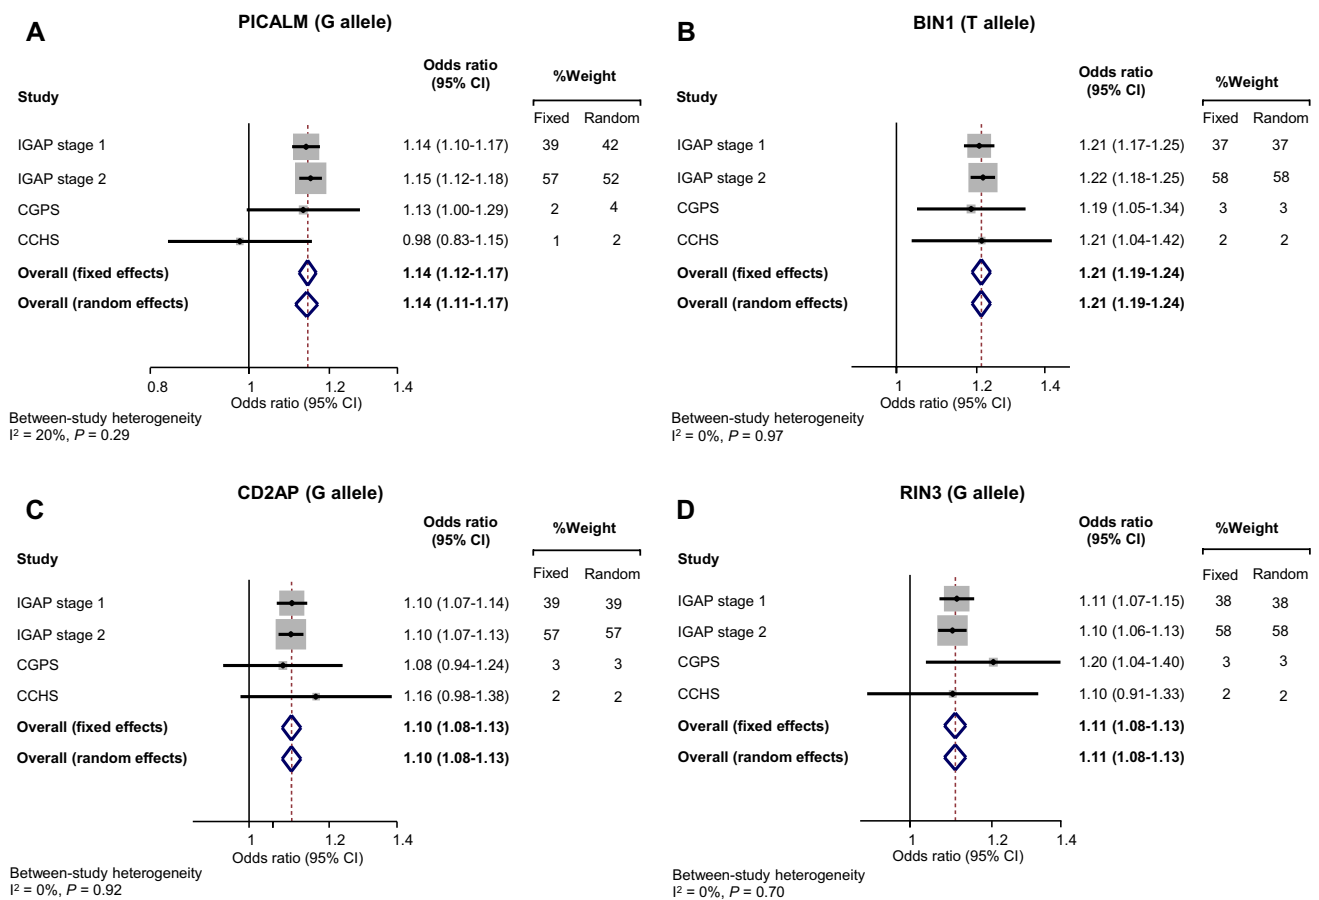 A
PICALM (G allele)
Odds ratio
(95% CI)
%Weight
Study
Fixed Random
IGAP stage 1 1.14 (1.10-1.17) 39 42
IGAP stage 2 1.15 (1.12-1.18) 57 52
CGPS 1.13 (1.00-1.29) 2 4
CCHS 0.98 (0.83-1.15) 1 2
Overall (fixed effects) 1.14 (1.12-1.17)
Overall (random effects) 1.14 (1.11-1.17)
0.8 1 1.2 1.4
Odds ratio (95% CI)
Between-study heterogeneity
I² = 20%, P = 0.29
B
BIN1 (T allele)
Odds ratio
(95% CI)
%Weight
Study
Fixed Random
IGAP stage 1 1.21 (1.17-1.25) 37 37
IGAP stage 2 1.22 (1.18-1.25) 58 58
CGPS 1.19 (1.05-1.34) 3 3
CCHS 1.21 (1.04-1.42) 2 2
Overall (fixed effects) 1.21 (1.19-1.24)
Overall (random effects) 1.21 (1.19-1.24)
1 1.2 1.4
Odds ratio (95% CI)
Between-study heterogeneity
I² = 0%, P = 0.97
C
CD2AP (G allele)
Odds ratio
(95% CI)
%Weight
Study
Fixed Random
IGAP stage 1 1.10 (1.07-1.14) 39 39
IGAP stage 2 1.10 (1.07-1.13) 57 57
CGPS 1.08 (0.94-1.24) 3 3
CCHS 1.16 (0.98-1.38) 2 2
Overall (fixed effects) 1.10 (1.08-1.13)
Overall (random effects) 1.10 (1.08-1.13)
1 1.2 1.4
Odds ratio (95% CI)
Between-study heterogeneity
I² = 0%, P = 0.92
D
RIN3 (G allele)
Odds ratio
(95% CI)
%Weight
Study
Fixed Random
IGAP stage 1 1.11 (1.07-1.15) 38 38
IGAP stage 2 1.10 (1.06-1.13) 58 58
CGPS 1.20 (1.04-1.40) 3 3
CCHS 1.10 (0.91-1.33) 2 2
Overall (fixed effects) 1.11 (1.08-1.13)
Overall (random effects) 1.11 (1.08-1.13)
1 1.2 1.4
Odds ratio (95% CI)
Between-study heterogeneity
I² = 0%, P = 0.70